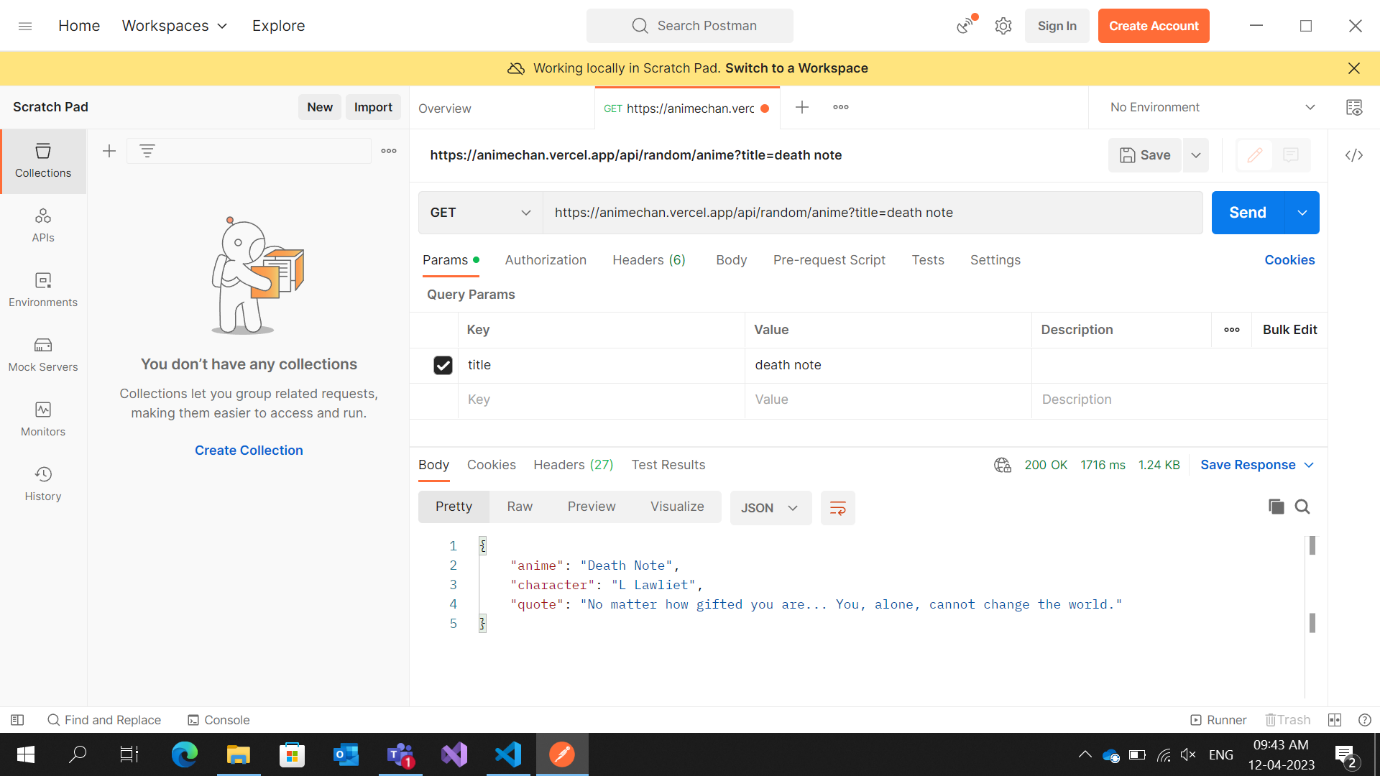 Home Workspaces Explore Search Postman Sign In Create Account
Working locally in Scratch Pad. Switch to a Workspace
Scratch Pad New Import Overview GET https://animechan.verc No Environment
Collections
APIs
Environments
Mock Servers
Monitors
History
You don't have any collections
Collections let you group related requests,
making them easier to access and run.
Create Collection
https://animechan.vercel.app/api/random/anime?title=death note Save
GET https://animechan.vercel.app/api/random/anime?title=death note Send
Params Authorization Headers (6) Body Pre-request Script Tests Settings Cookies
Query Params
Key Value Description Bulk Edit
title death note
Key Value Description
Body Cookies Headers (27) Test Results 200 OK 1716 ms 1.24 KB Save Response
Pretty Raw Preview Visualize JSON
1 {
2 "anime": "Death Note",
3 "character": "L Lawliet",
4 "quote": "No matter how gifted you are... You, alone, cannot change the world."
5 }
Find and Replace Console Runner Trash
1 ENG 09:43 AM
12-04-2023 2